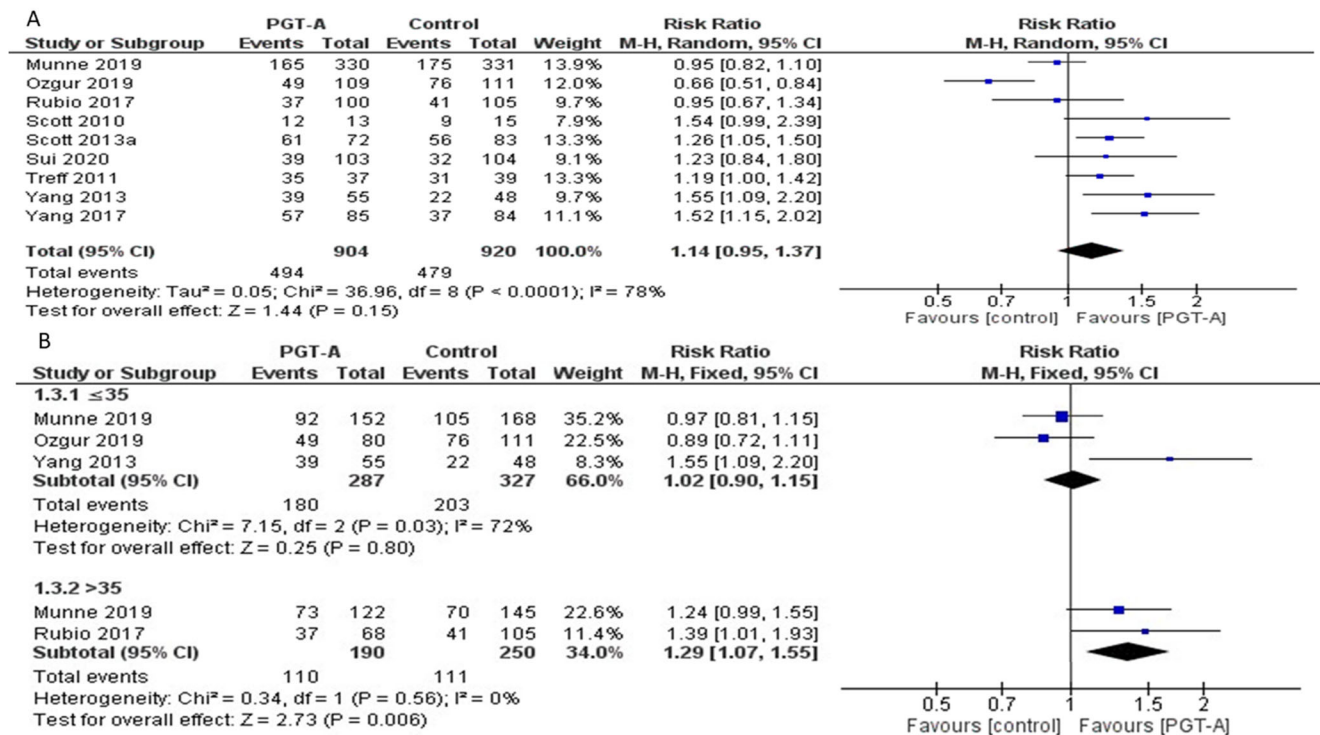 A
PGT-A Control Risk Ratio Risk Ratio
Study or Subgroup Events Total Events Total Weight M-H, Random, 95% CI M-H, Random, 95% CI
Munne 2019 165 330 175 331 13.9% 0.95 [0.82, 1.10]
Ozgur 2019 49 109 76 111 12.0% 0.66 [0.51, 0.84]
Rubio 2017 37 100 41 105 9.7% 0.95 [0.67, 1.34]
Scott 2010 12 13 9 15 7.9% 1.54 [0.99, 2.39]
Scott 2013a 61 72 56 83 13.3% 1.26 [1.05, 1.50]
Sui 2020 39 103 32 104 9.1% 1.23 [0.84, 1.80]
Treff 2011 35 37 31 39 13.3% 1.19 [1.00, 1.42]
Yang 2013 39 55 22 48 9.7% 1.55 [1.09, 2.20]
Yang 2017 57 85 37 84 11.1% 1.52 [1.15, 2.02]
Total (95% CI) 904 920 100.0% 1.14 [0.95, 1.37]
Total events 494 479
Heterogeneity: Tau² = 0.05; Chi² = 36.96, df = 8 (P < 0.0001); I² = 78%
Test for overall effect: Z = 1.44 (P = 0.15)
0.5 0.7 1 1.5 2
Favours [control] Favours [PGT-A]
B
PGT-A Control Risk Ratio Risk Ratio
Study or Subgroup Events Total Events Total Weight M-H, Fixed, 95% CI M-H, Fixed, 95% CI
1.3.1 ≤35
Munne 2019 92 152 105 168 35.2% 0.97 [0.81, 1.15]
Ozgur 2019 49 80 76 111 22.5% 0.89 [0.72, 1.11]
Yang 2013 39 55 22 48 8.3% 1.55 [1.09, 2.20]
Subtotal (95% CI) 287 327 66.0% 1.02 [0.90, 1.15]
Total events 180 203
Heterogeneity: Chi² = 7.15, df = 2 (P = 0.03); I² = 72%
Test for overall effect: Z = 0.25 (P = 0.80)
1.3.2 >35
Munne 2019 73 122 70 145 22.6% 1.24 [0.99, 1.55]
Rubio 2017 37 68 41 105 11.4% 1.39 [1.01, 1.93]
Subtotal (95% CI) 190 250 34.0% 1.29 [1.07, 1.55]
Total events 110 111
Heterogeneity: Chi² = 0.34, df = 1 (P = 0.56); I² = 0%
Test for overall effect: Z = 2.73 (P = 0.006)
0.5 0.7 1 1.5 2
Favours [control] Favours [PGT-A]